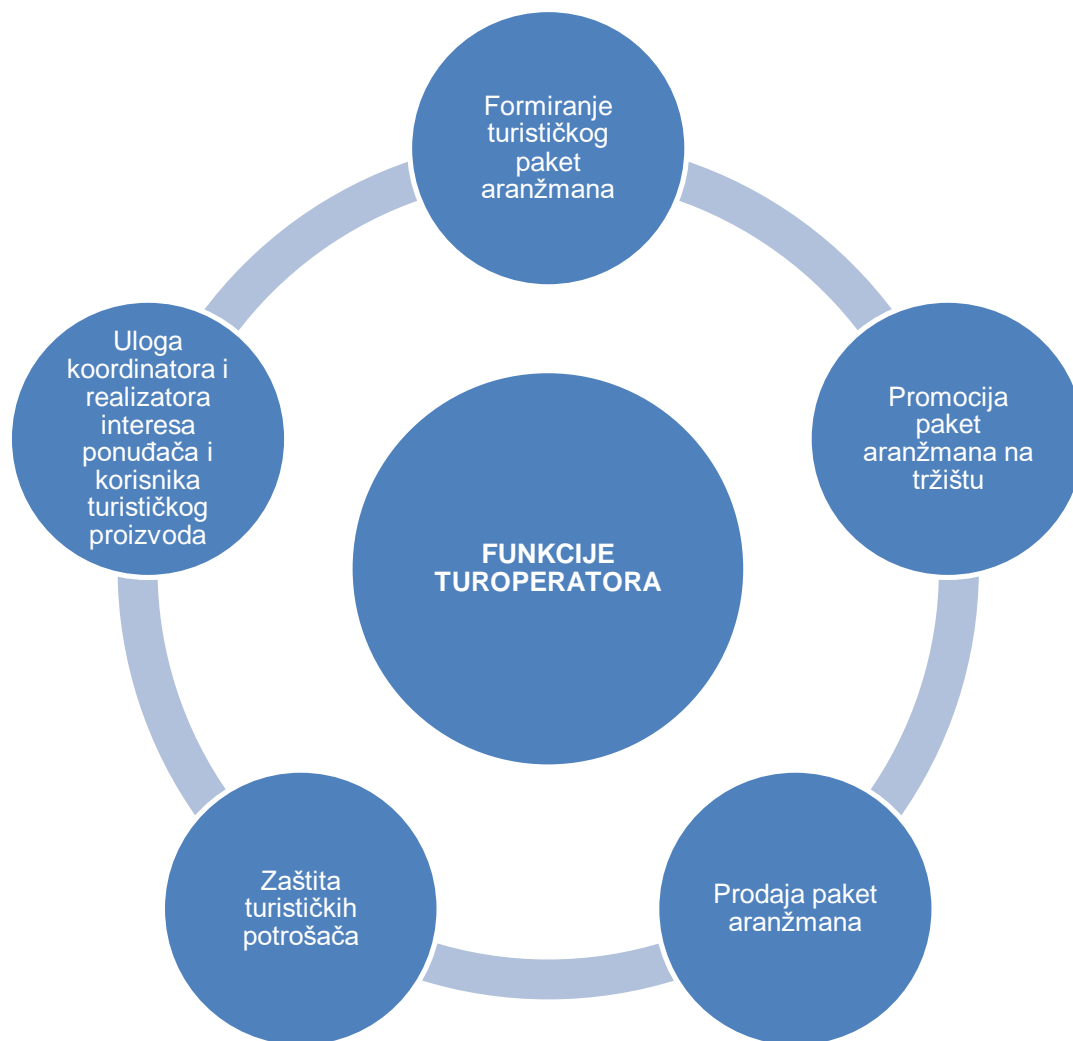 Formiranje
turističkog
paket
aranžmana
Promocija
paket
aranžmana na
tržištu
Prodaja paket
aranžmana
Zaštita
turističkih
potrošača
Uloga
koordinatora i
realizatora
interesa
ponuđača i
korisnika
turističkog
proizvoda
FUNKCIJE
TUROPERATORA